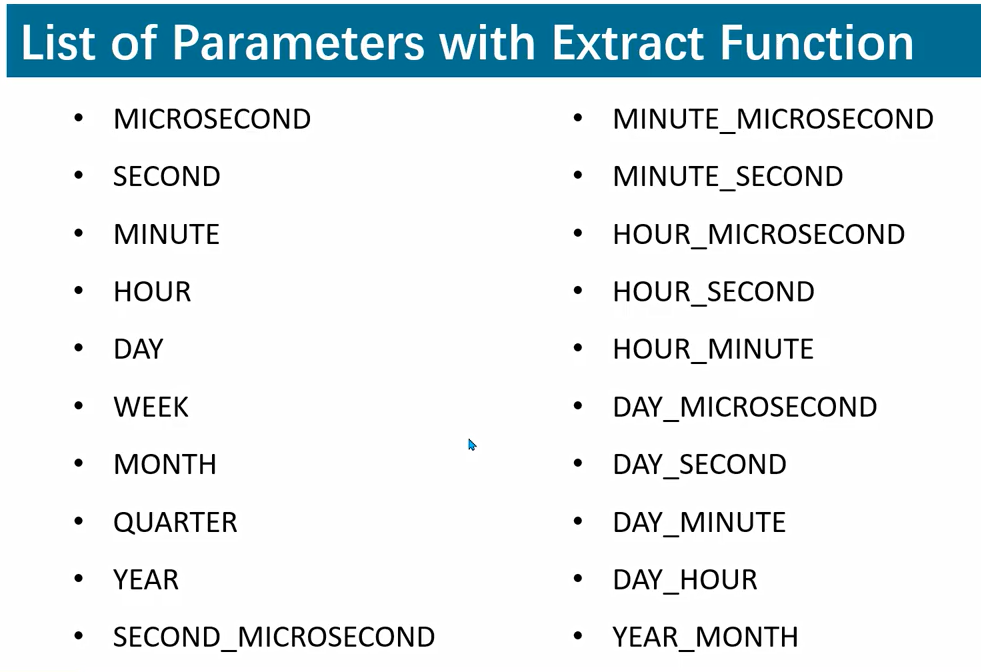 List of Parameters with Extract Function
• MICROSECOND
• SECOND
• MINUTE
• HOUR
• DAY
• WEEK
• MONTH
• QUARTER
• YEAR
• SECOND_MICROSECOND
• MINUTE_MICROSECOND
• MINUTE_SECOND
• HOUR_MICROSECOND
• HOUR_SECOND
• HOUR_MINUTE
• DAY_MICROSECOND
• DAY_SECOND
• DAY_MINUTE
• DAY_HOUR
• YEAR_MONTH